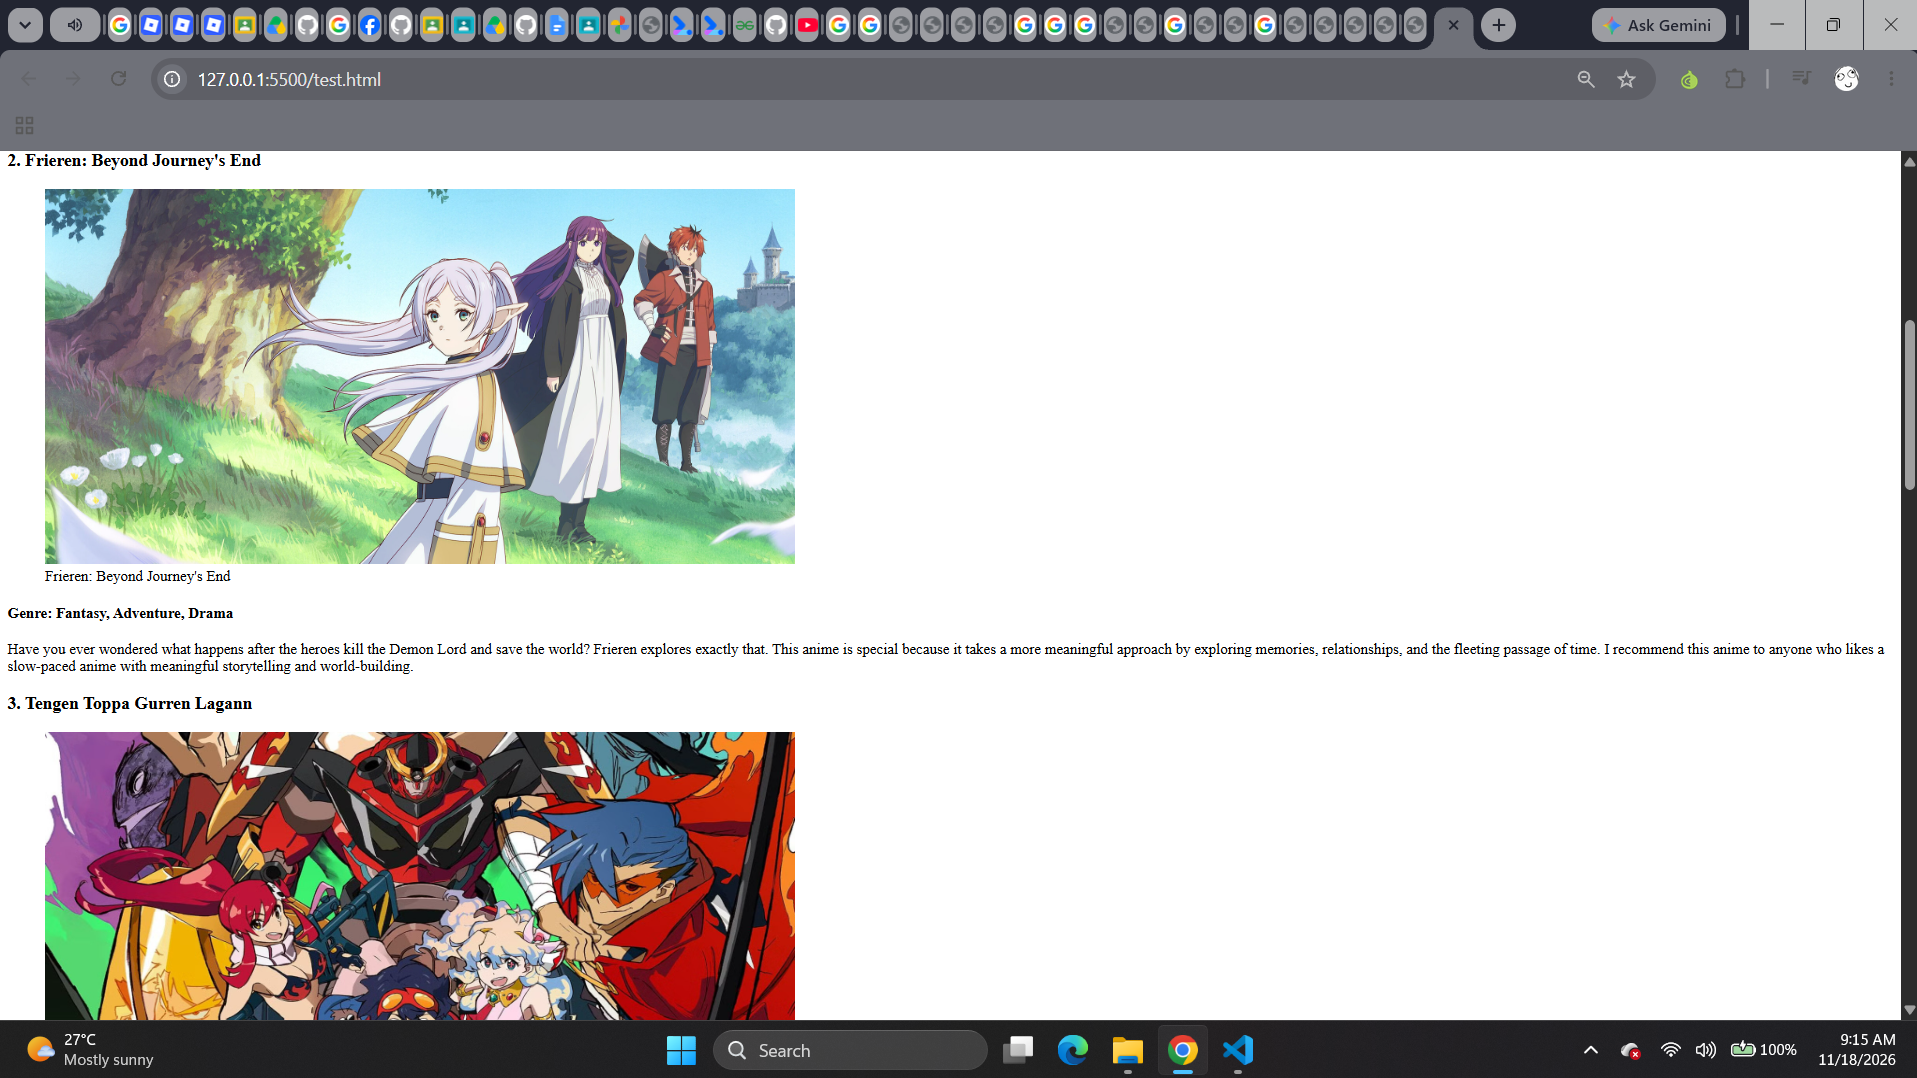 Ask Gemini
127.0.0.1:5500/test.html
2. Frieren: Beyond Journey's End
Frieren: Beyond Journey's End
Genre: Fantasy, Adventure, Drama
Have you ever wondered what happens after the heroes kill the Demon Lord and save the world? Frieren explores exactly that. This anime is special because it takes a more meaningful approach by exploring memories, relationships, and the fleeting passage of time. I recommend this anime to anyone who likes a
slow-paced anime with meaningful storytelling and world-building.
3. Tengen Toppa Gurren Lagann
27°C
Mostly sunny
Search
100%
9:15 AM
11/18/2026